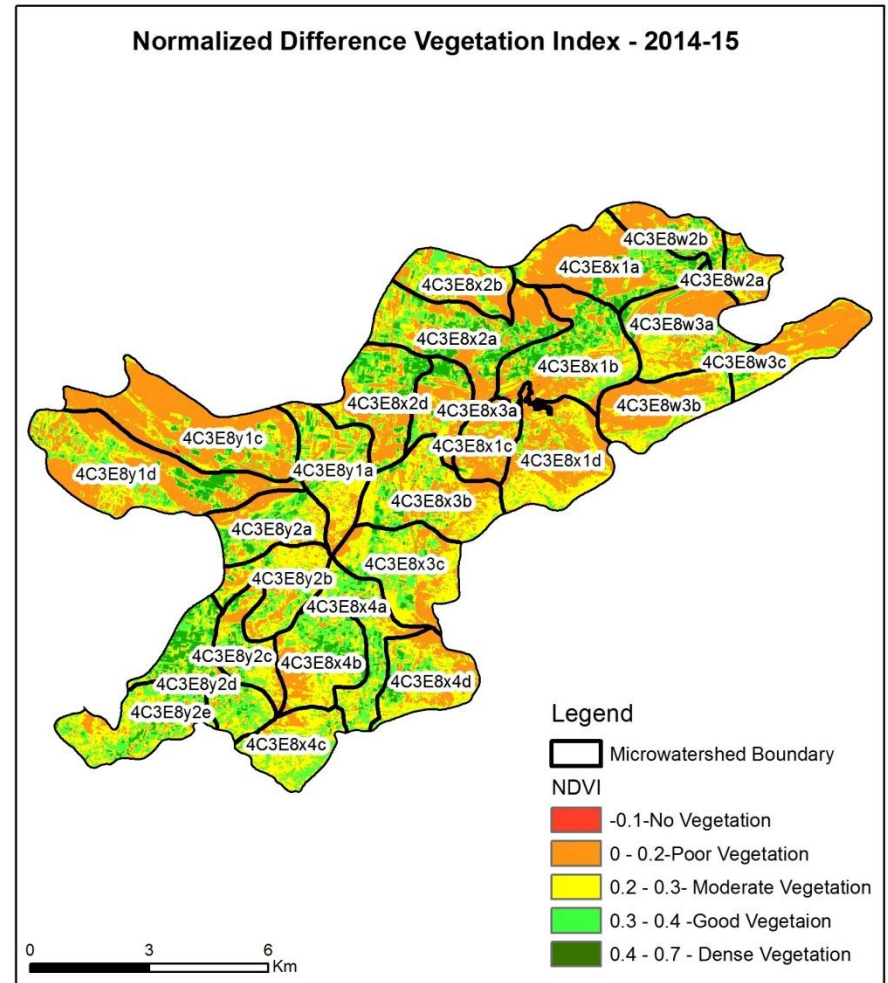 Normalized Difference Vegetation Index - 2014-15
4C3E8w2b
4C3E8x1a
4C3E8w2a
4C3E8x2b
4C3E8w3a
4C3E8x2a
4C3E8w3c
4C3E8x1b
4C3E8x2d
4C3E8x3a
4C3E8w3b
4C3E8y1c
4C3E8x1c
4C3E8x1d
4C3E8y1d
4C3E8y1a
4C3E8x3b
4C3E8y2a
4C3E8x3c
4C3E8y2b
4C3E8x4a
4C3E8y2c
4C3E8x4b
4C3E8x4d
4C3E8y2d
4C3E8y2e
4C3E8x4c
Legend
Microwatershed Boundary
NDVI
-0.1-No Vegetation
0 - 0.2-Poor Vegetation
0.2 - 0.3- Moderate Vegetation
0.3 - 0.4 -Good Vegetaion
0.4 - 0.7 - Dense Vegetation
0 3 6
Km